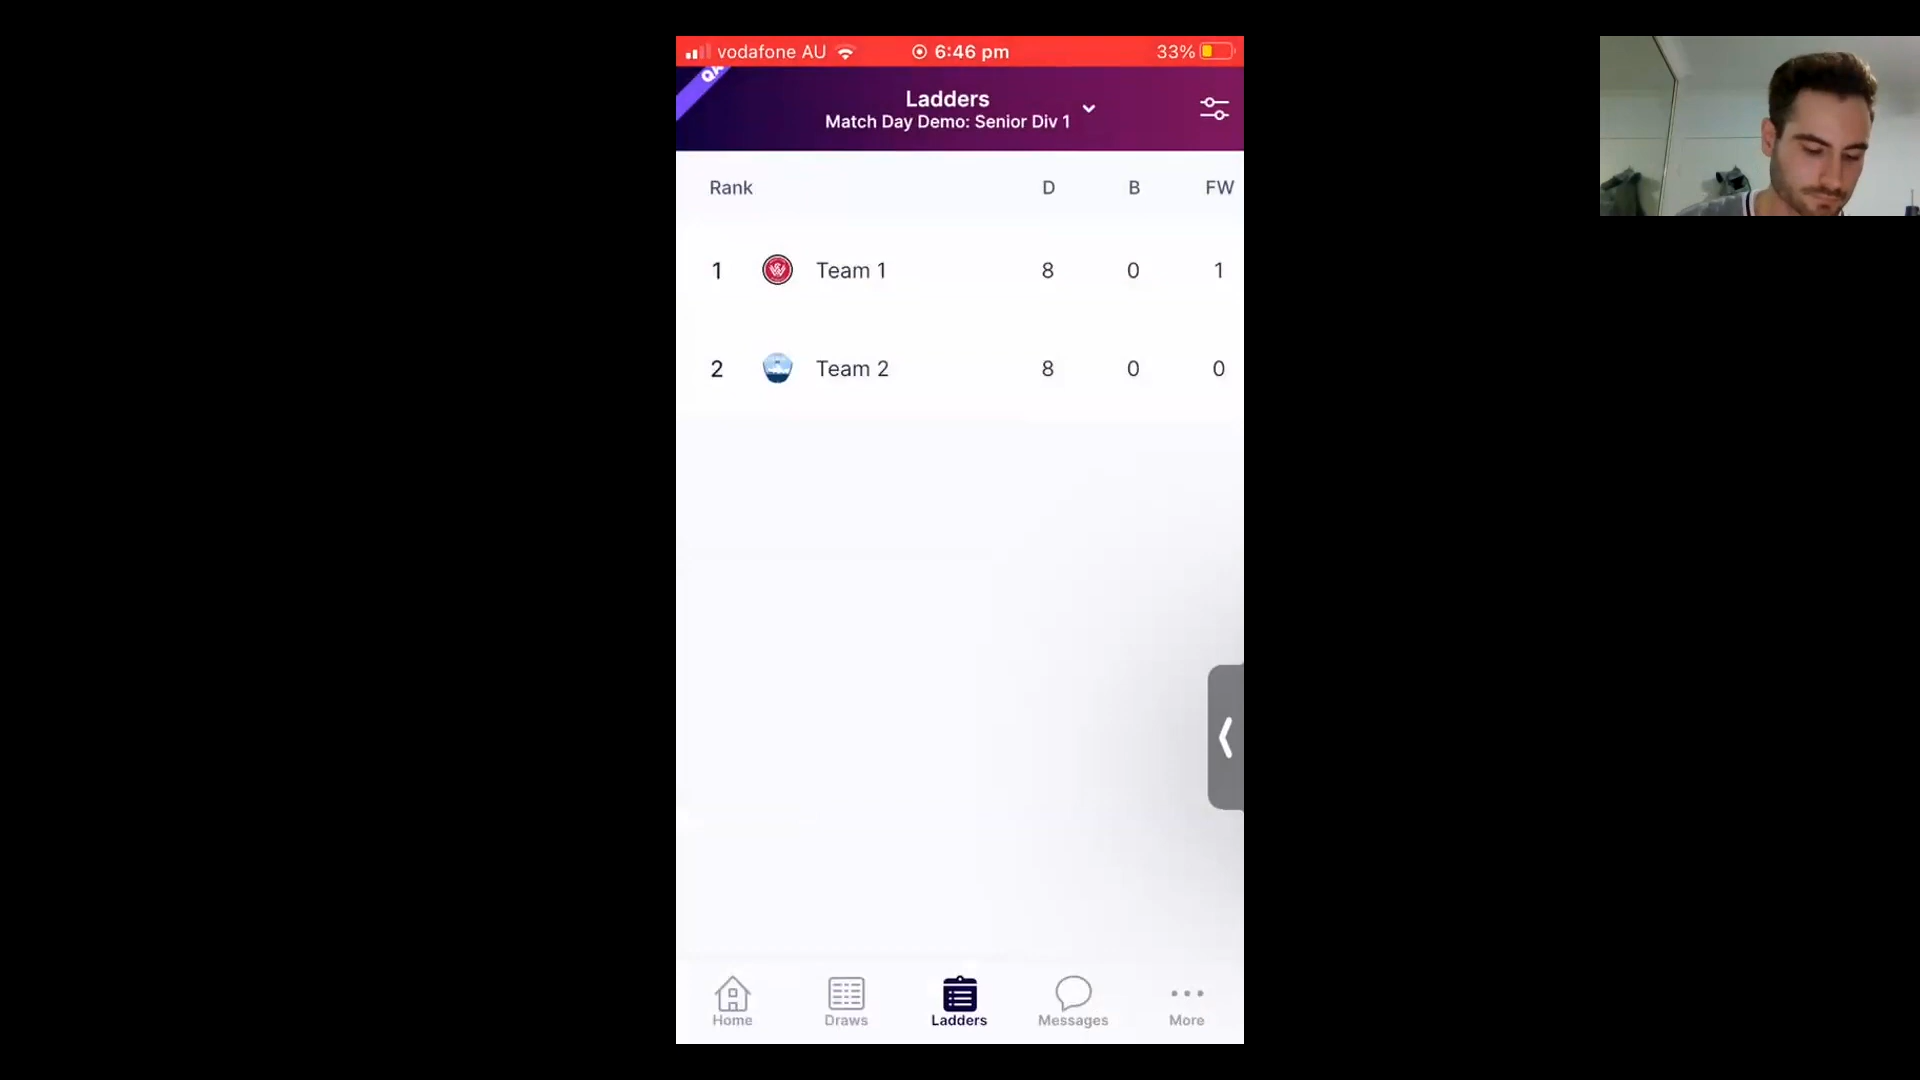 vodafone AU
6:46 pm
33%
QA
Ladders
Match Day Demo: Senior Div 1
Rank D B FW
1 Team 1 8 0 1
2 Team 2 8 0 0
Home Draws Ladders Messages More